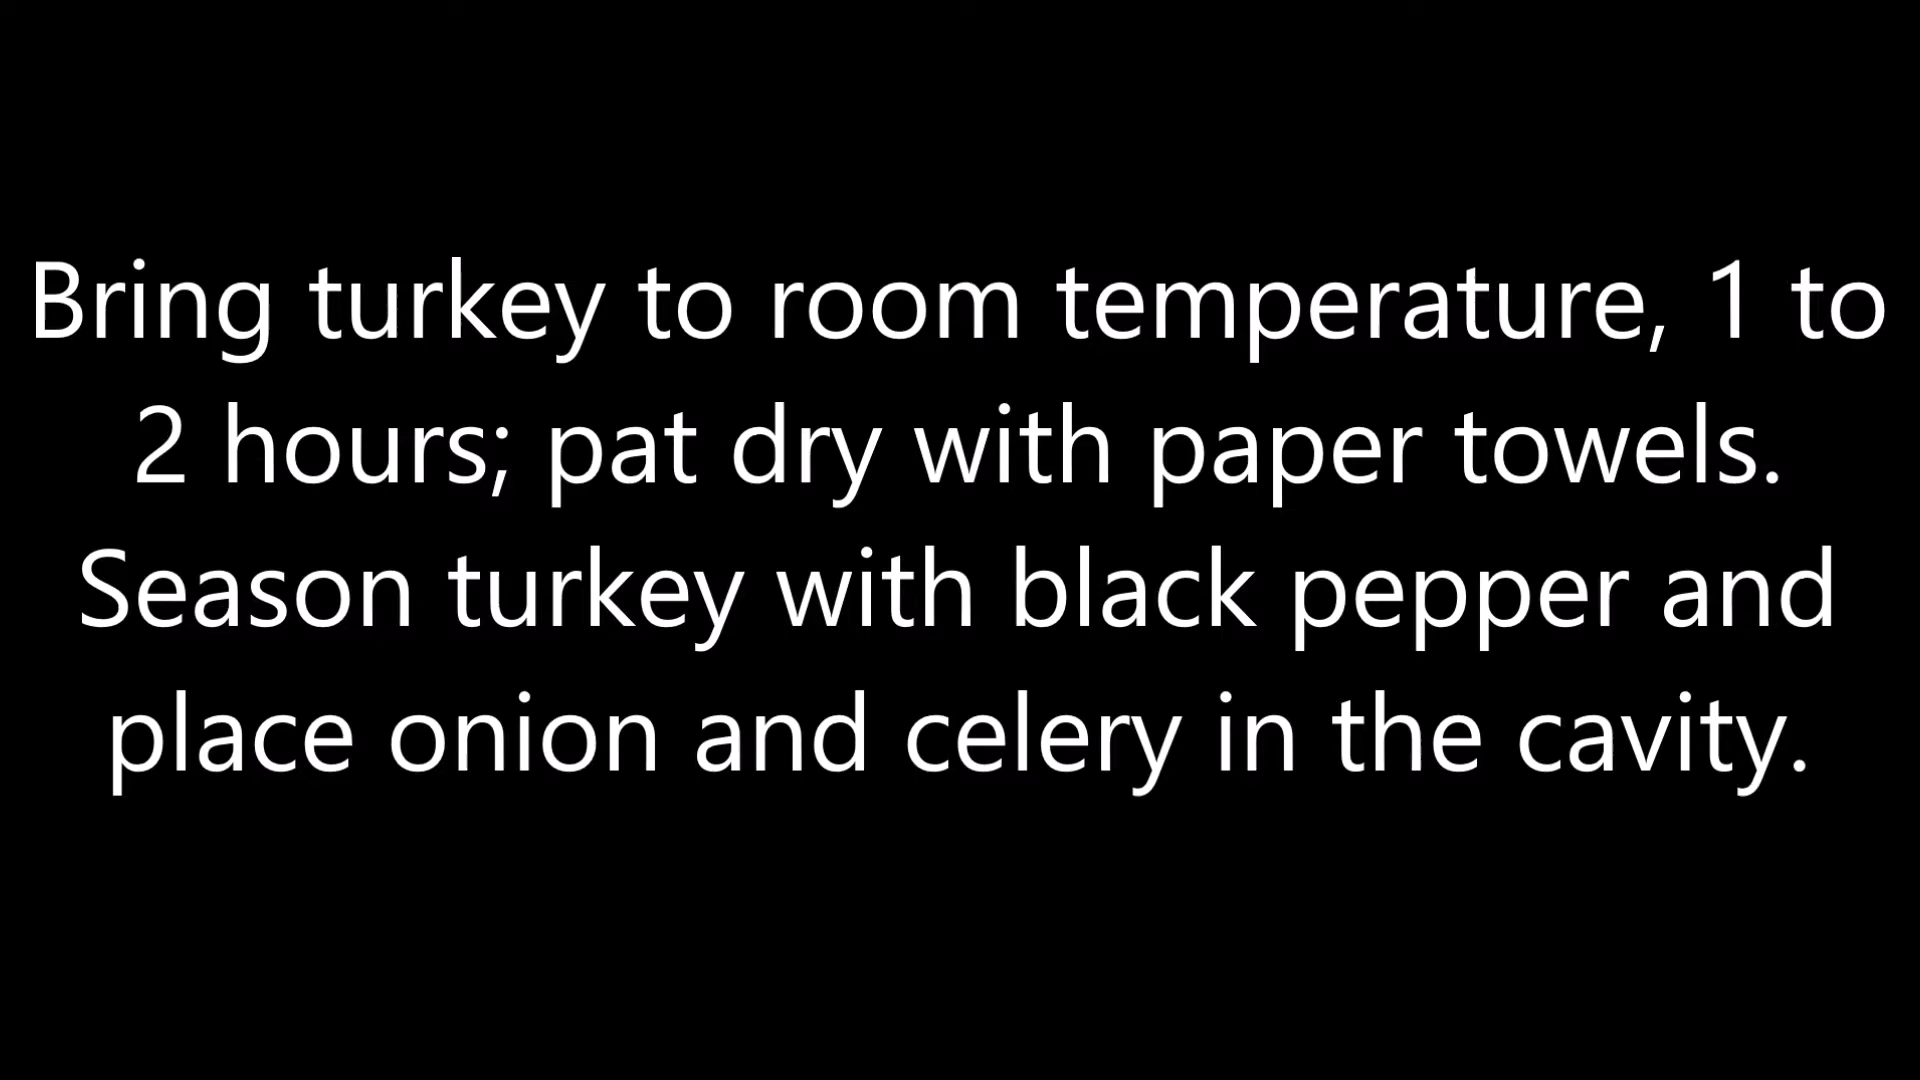 Bring turkey to room temperature, 1 to
2 hours; pat dry with paper towels.
Season turkey with black pepper and
place onion and celery in the cavity.